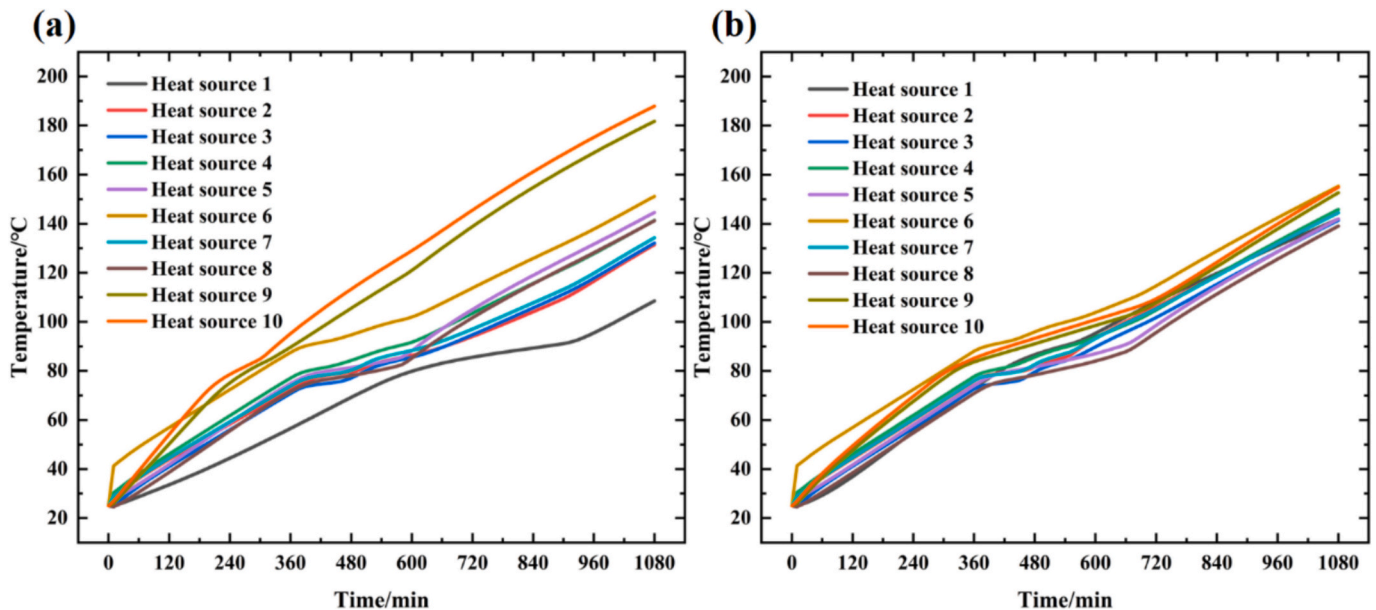 (a)
200
180
160
140
120
100
80
60
40
20
Temperature/°C
Heat source 1
Heat source 2
Heat source 3
Heat source 4
Heat source 5
Heat source 6
Heat source 7
Heat source 8
Heat source 9
Heat source 10
0 120 240 360 480 600 720 840 960 1080
Time/min
(b)
200
180
160
140
120
100
80
60
40
20
Temperature/°C
Heat source 1
Heat source 2
Heat source 3
Heat source 4
Heat source 5
Heat source 6
Heat source 7
Heat source 8
Heat source 9
Heat source 10
0 120 240 360 480 600 720 840 960 1080
Time/min